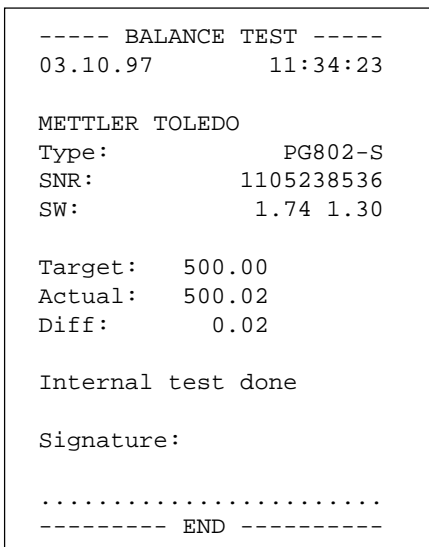 ----- BALANCE TEST -----
03.10.97 11:34:23
METTLER TOLEDO
Type: PG802-S
SNR: 1105238536
SW: 1.74 1.30
Target: 500.00
Actual: 500.02
Diff: 0.02
Internal test done
Signature:
........................
--------- END ----------